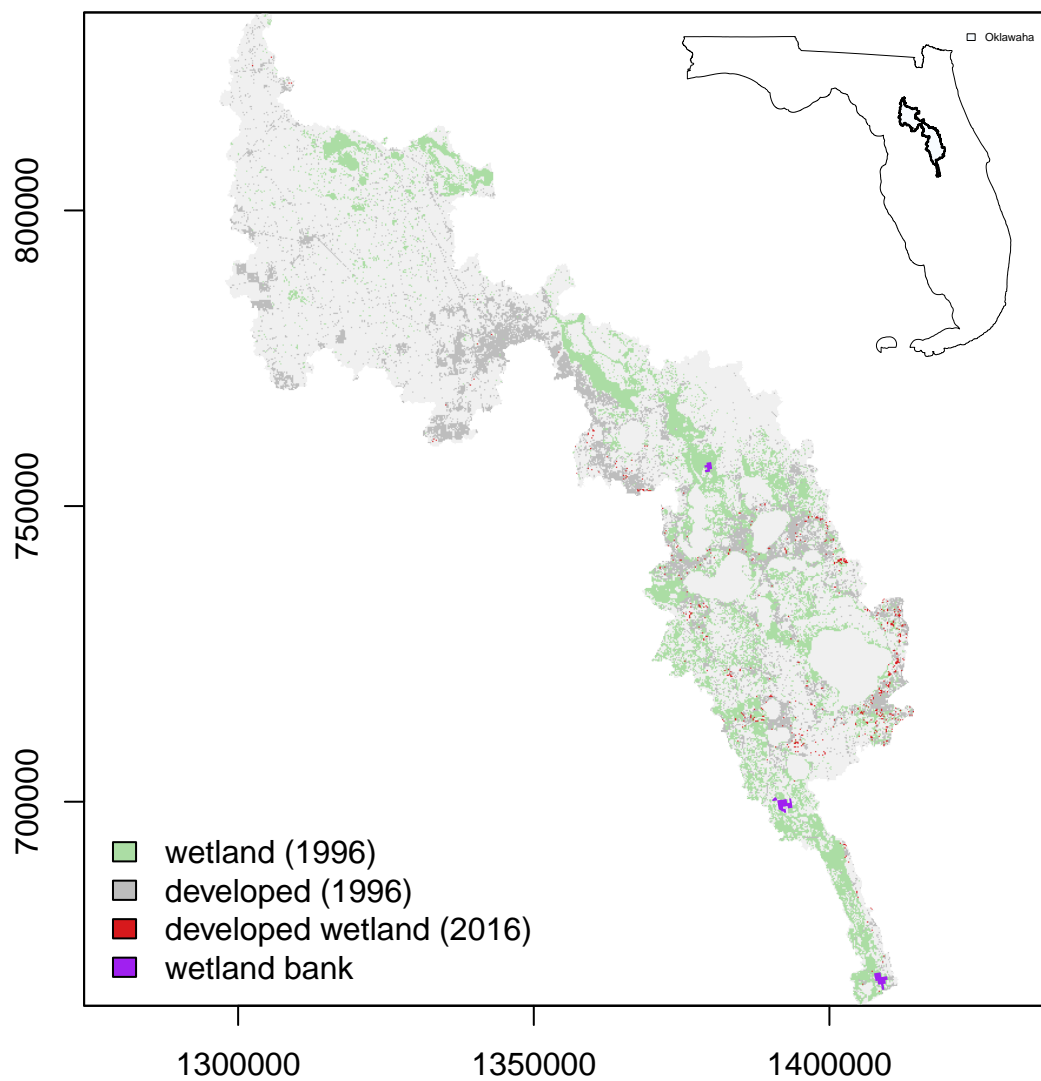 Oklawaha
800000
750000
700000
wetland (1996)
developed (1996)
developed wetland (2016)
wetland bank
1300000 1350000 1400000